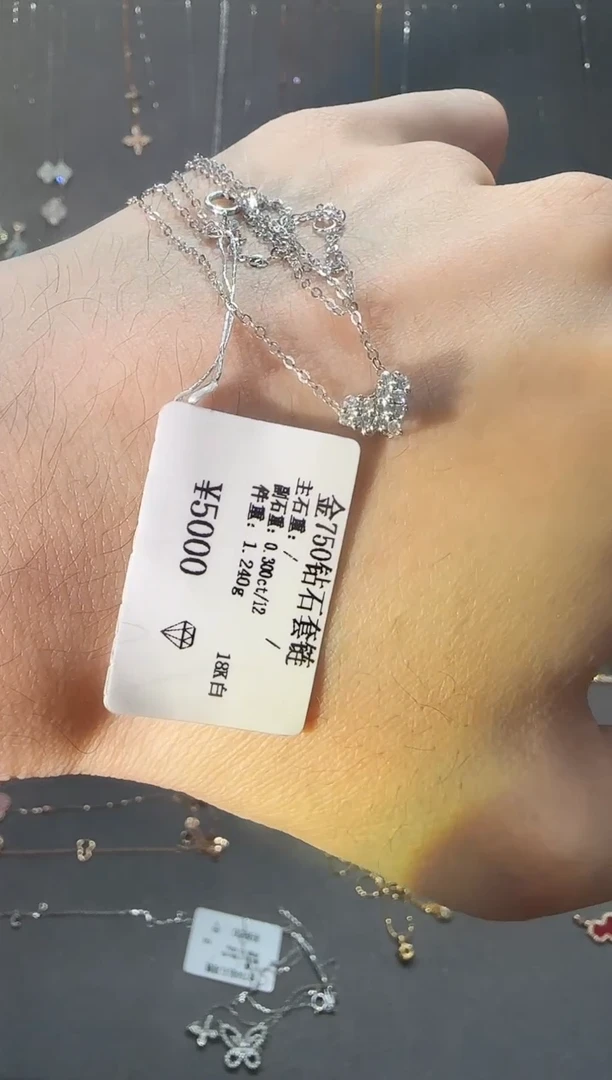 金750钻石套链
主石重: / /
副石重: 0.300ct/12
件重: 1.240g
18K白
¥5000